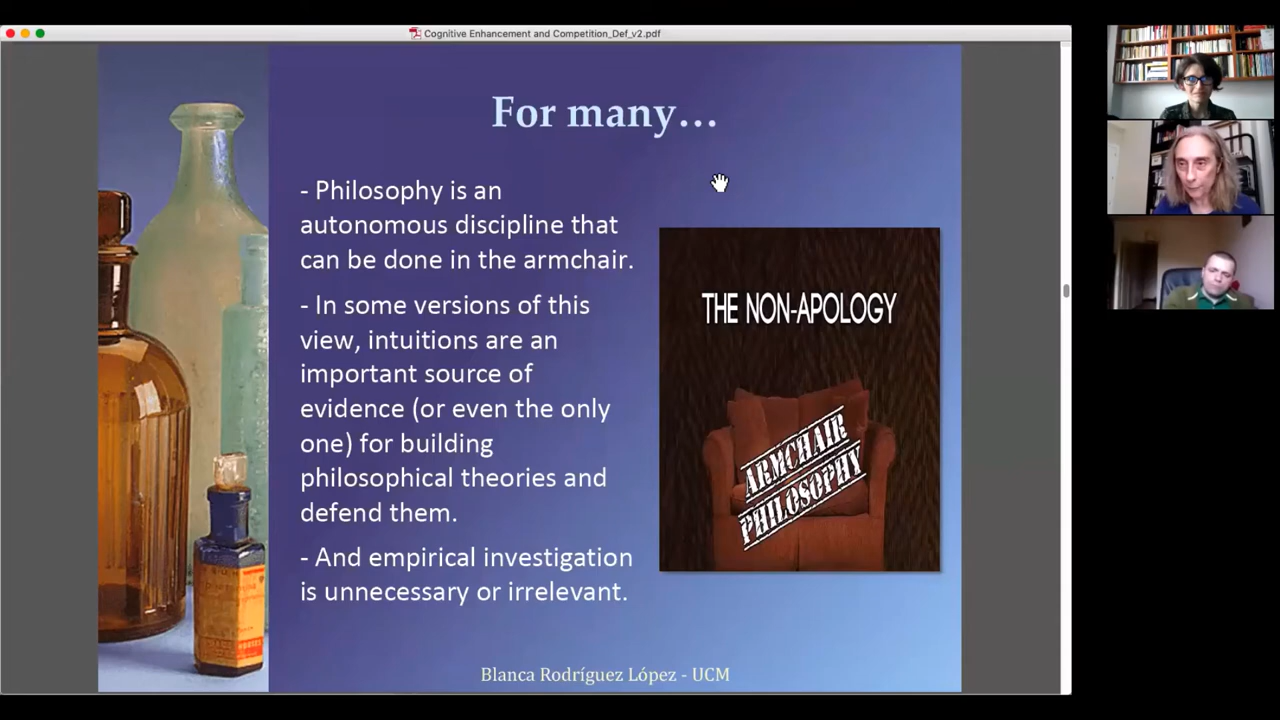 Cognitive Enhancement and Competition_Def_v2.pdf
For many…
- Philosophy is an
autonomous discipline that
can be done in the armchair.
- In some versions of this
view, intuitions are an
important source of
evidence (or even the only
one) for building
philosophical theories and
defend them.
- And empirical investigation
is unnecessary or irrelevant.
THE NON-APOLOGY
ARMCHAIR
PHILOSOPHY
Blanca Rodríguez López - UCM